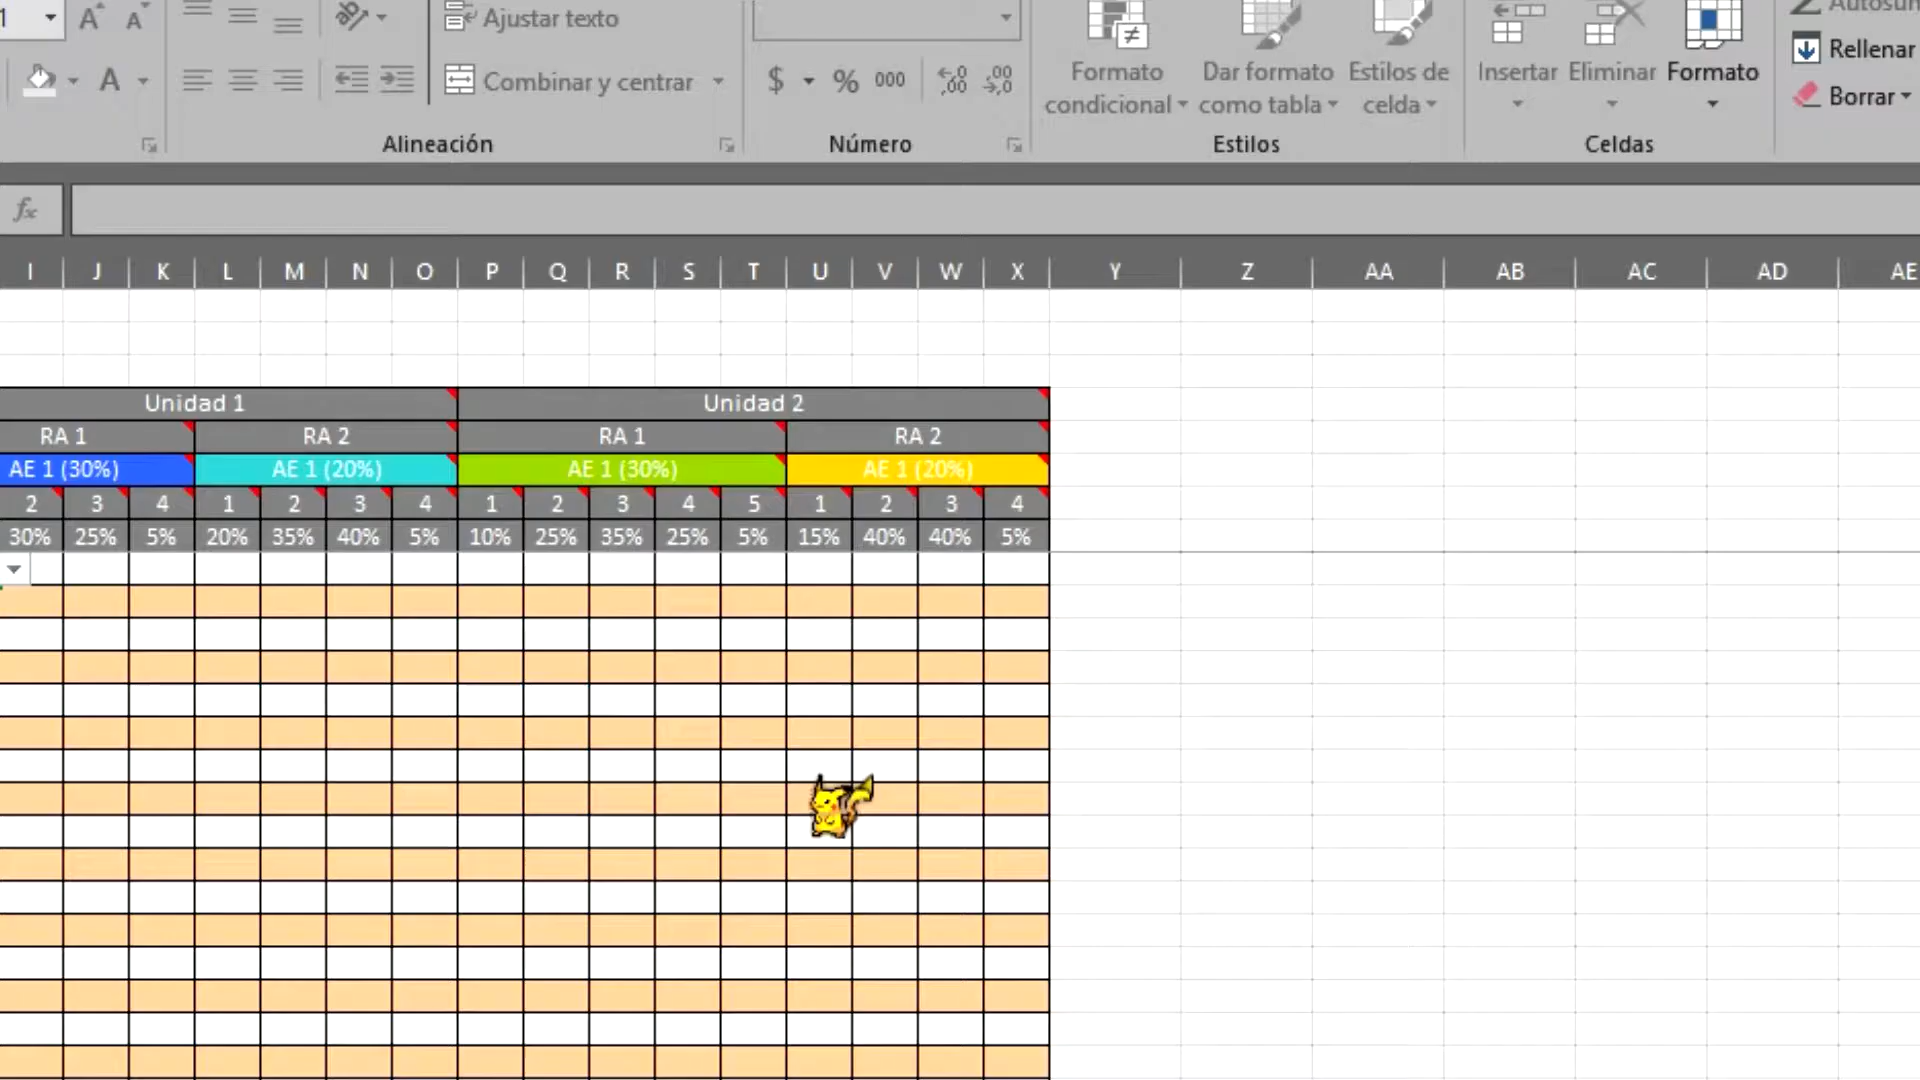 1 A A ab Ajustar texto
A Combinar y centrar $ % 000
Formato condicional Dar formato como tabla Estilos de celda Insertar Eliminar Formato
Rellenar
Borrar
Alineación Número Estilos Celdas
fx
I J K L M N O P Q R S T U V W X Y Z AA AB AC AD AE
Unidad 1 Unidad 2
RA 1 RA 2 RA 1 RA 2
AE 1 (30%) AE 1 (20%) AE 1 (30%) AE 1 (20%)
2 3 4 1 2 3 4 1 2 3 4 5 1 2 3 4
30% 25% 5% 20% 35% 40% 5% 10% 25% 35% 25% 5% 15% 40% 40% 5%